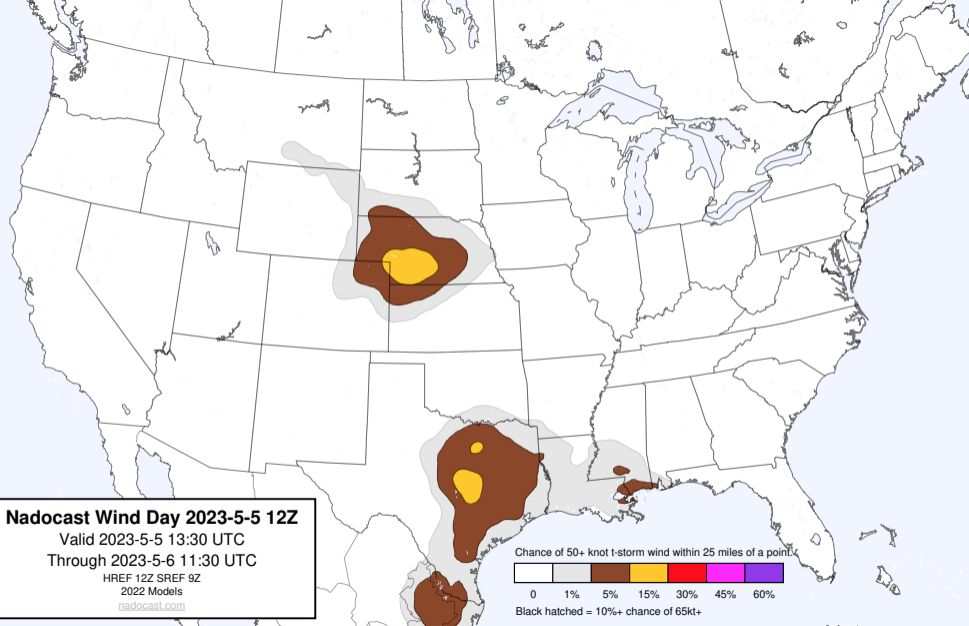 Nadocast Wind Day 2023-5-5 12Z
Valid 2023-5-5 13:30 UTC
Through 2023-5-6 11:30 UTC
HREF 12Z SREF 9Z
2022 Models
nadocast.com
Chance of 50+ knot t-storm wind within 25 miles of a point.
0 1% 5% 15% 30% 45% 60%
Black hatched = 10%+ chance of 65kt+